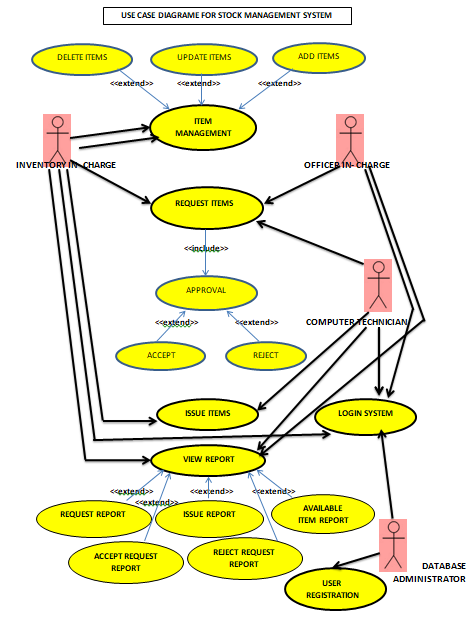 USE CASE DIAGRAME FOR STOCK MANAGEMENT SYSTEM
DELETE ITEMS
UPDATE ITEMS
ADD ITEMS
<<extend>>
<<extend>>
<<extend>>
ITEM
MANAGEMENT
INVENTORY IN- CHARGE
OFFICER IN- CHARGE
REQUEST ITEMS
<<include>>
APPROVAL
<<extend>>
<<extend>>
COMPUTER TECHNICIAN
ACCEPT
REJECT
ISSUE ITEMS
LOGIN SYSTEM
VIEW REPORT
<<extend>>
<<extend>>
<<extend>>
<<extend>>
REQUEST REPORT
ISSUE REPORT
AVAILABLE
ITEM REPORT
ACCEPT REQUEST
REPORT
REJECT REQUEST
REPORT
DATABASE
ADMINISTRATOR
USER
REGISTRATION